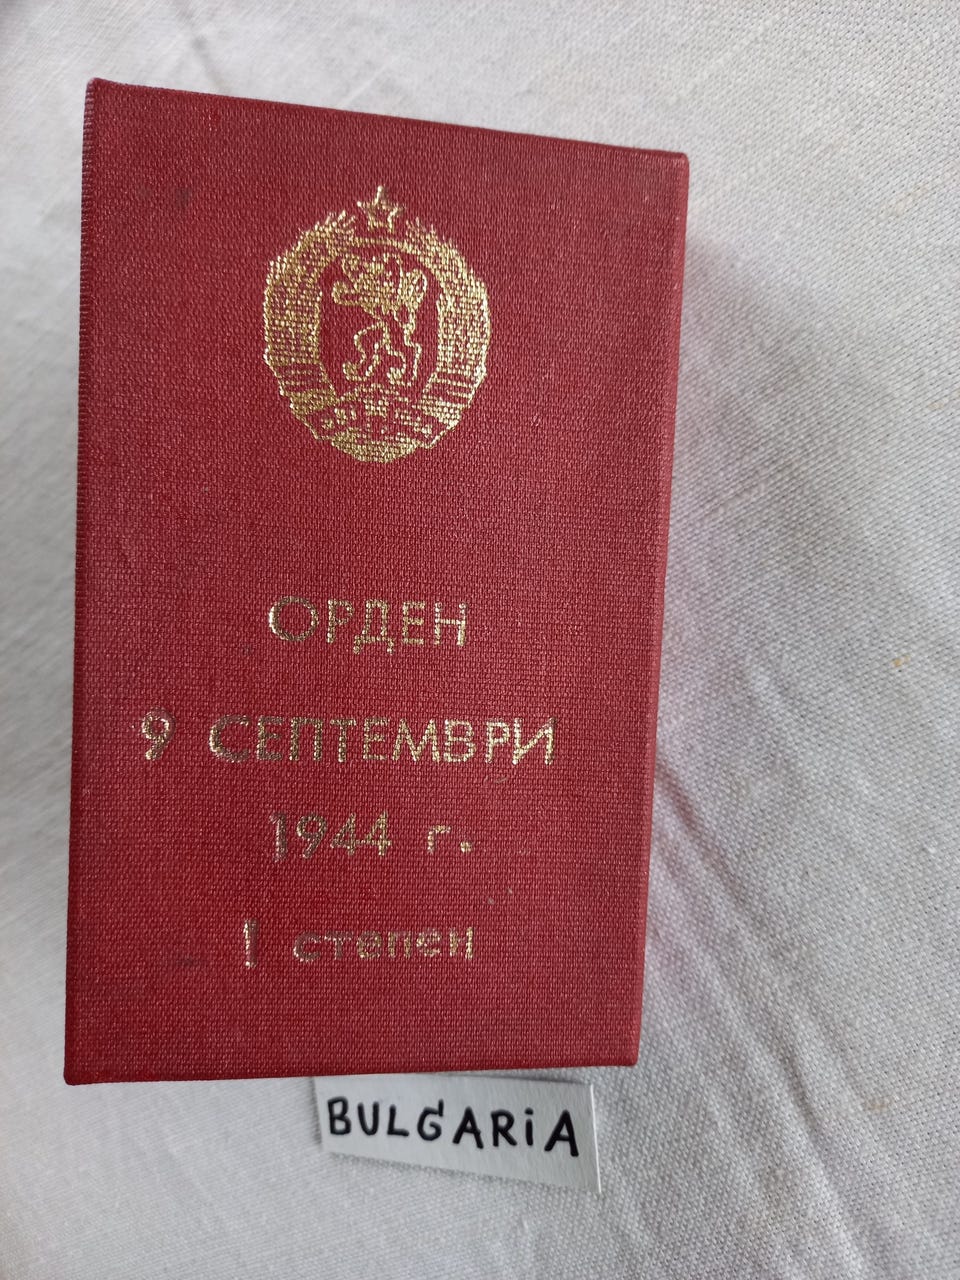 ОРДЕН
9 СЕПТЕМВРИ
1944 г.
I степен
BULGARiA